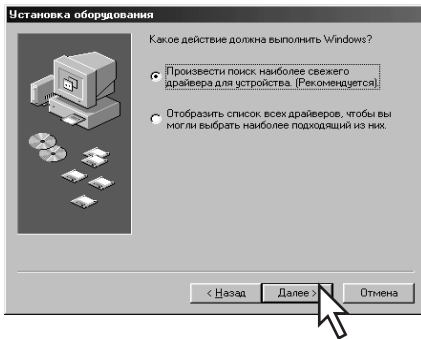 Установка оборудования
Какое действие должна выполнить Windows?
Произвести поиск наиболее свежего
драйвера для устройства. (Рекомендуется).
Отобразить список всех драйверов, чтобы вы
могли выбрать наиболее подходящий из них.
< Назад
Далее >
Отмена